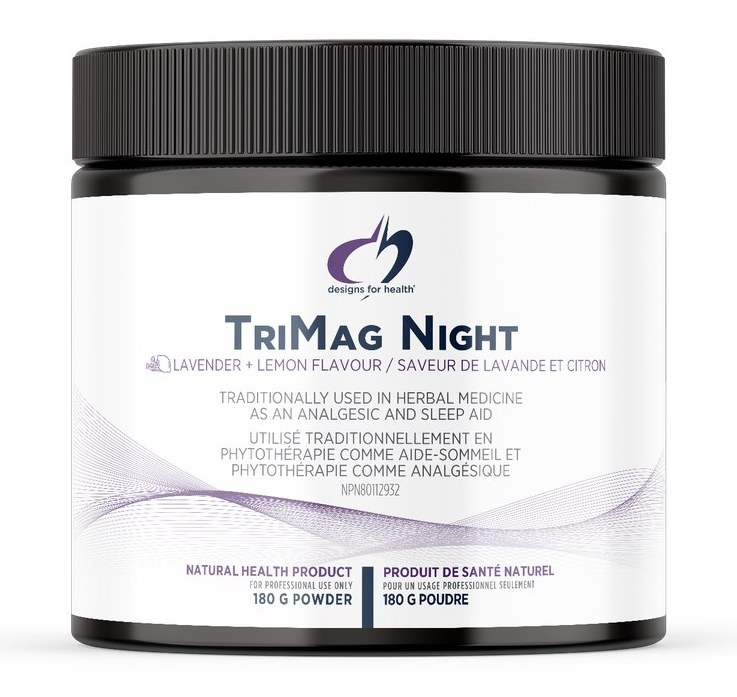 designs for health®
TRIMAG NIGHT
LAVENDER + LEMON FLAVOUR / SAVEUR DE LAVANDE ET CITRON
TRADITIONALLY USED IN HERBAL MEDICINE
AS AN ANALGESIC AND SLEEP AID
UTILISÉ TRADITIONNELLEMENT EN
PHYTOTHÉRAPIE COMME AIDE-SOMMEIL ET
PHYTOTHÉRAPIE COMME ANALGÉSIQUE
NPN80112932
NATURAL HEALTH PRODUCT
FOR PROFESSIONAL USE ONLY
180 G POWDER
PRODUIT DE SANTÉ NATUREL
POUR UN USAGE PROFESSIONNEL SEULEMENT
180 G POUDRE